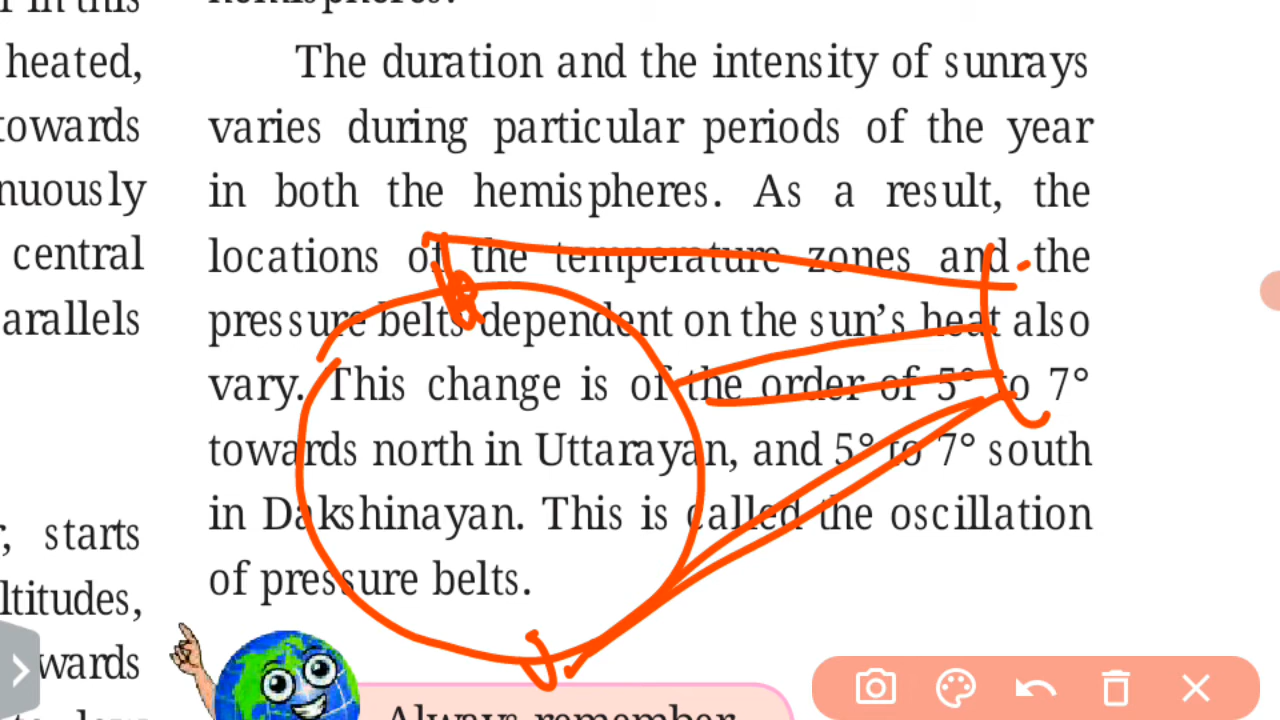 hemispheres.
heated,
towards
nuously
central
arallels
The duration and the intensity of sunrays
varies during particular periods of the year
in both the hemispheres. As a result, the
locations of the temperature zones and the
pressure belts dependent on the sun's heat also
vary. This change is of the order of 5° to 7°
towards north in Uttarayan, and 5° to 7° south
in Dakshinayan. This is called the oscillation
of pressure belts.
, starts
ltitudes,
wards
Always remember